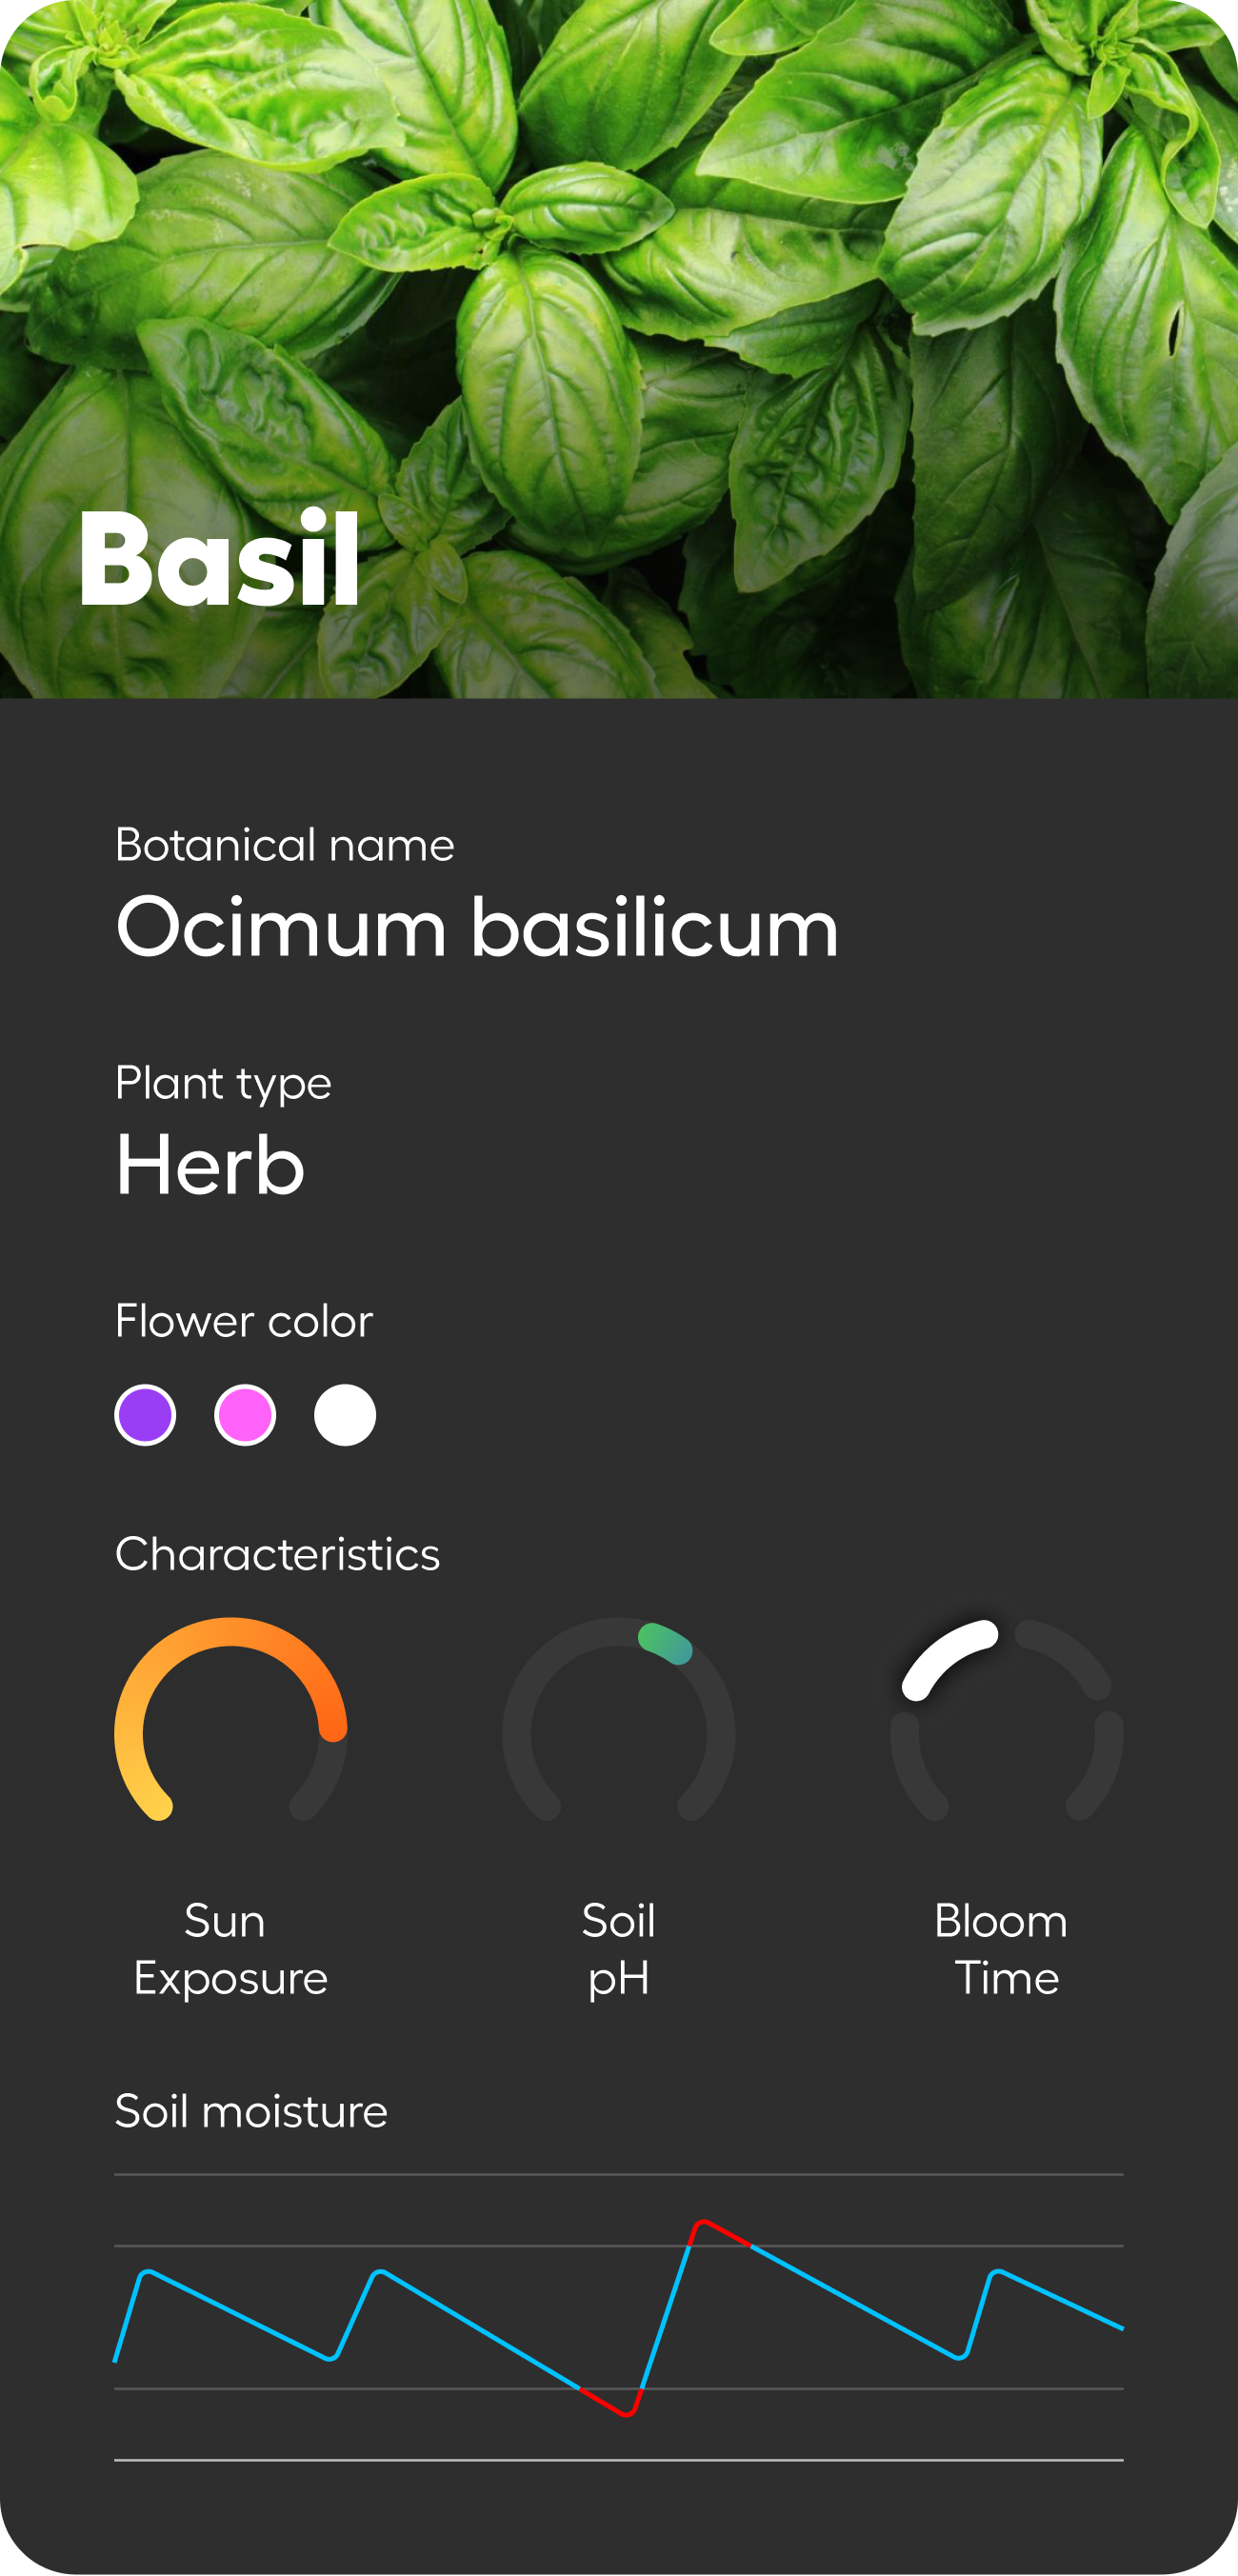 Basil
Botanical name
Ocimum basilicum
Plant type
Herb
Flower color
Characteristics
Sun
Exposure
Soil
pH
Bloom
Time
Soil moisture